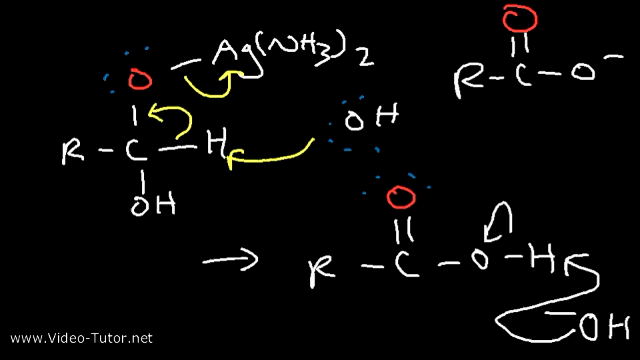 O – Ag(NH3)2
R – C – H
OH
OH
O
||
R – C – O⁻
→
O
||
R – C – O – H
–OH
www.Video-Tutor.net